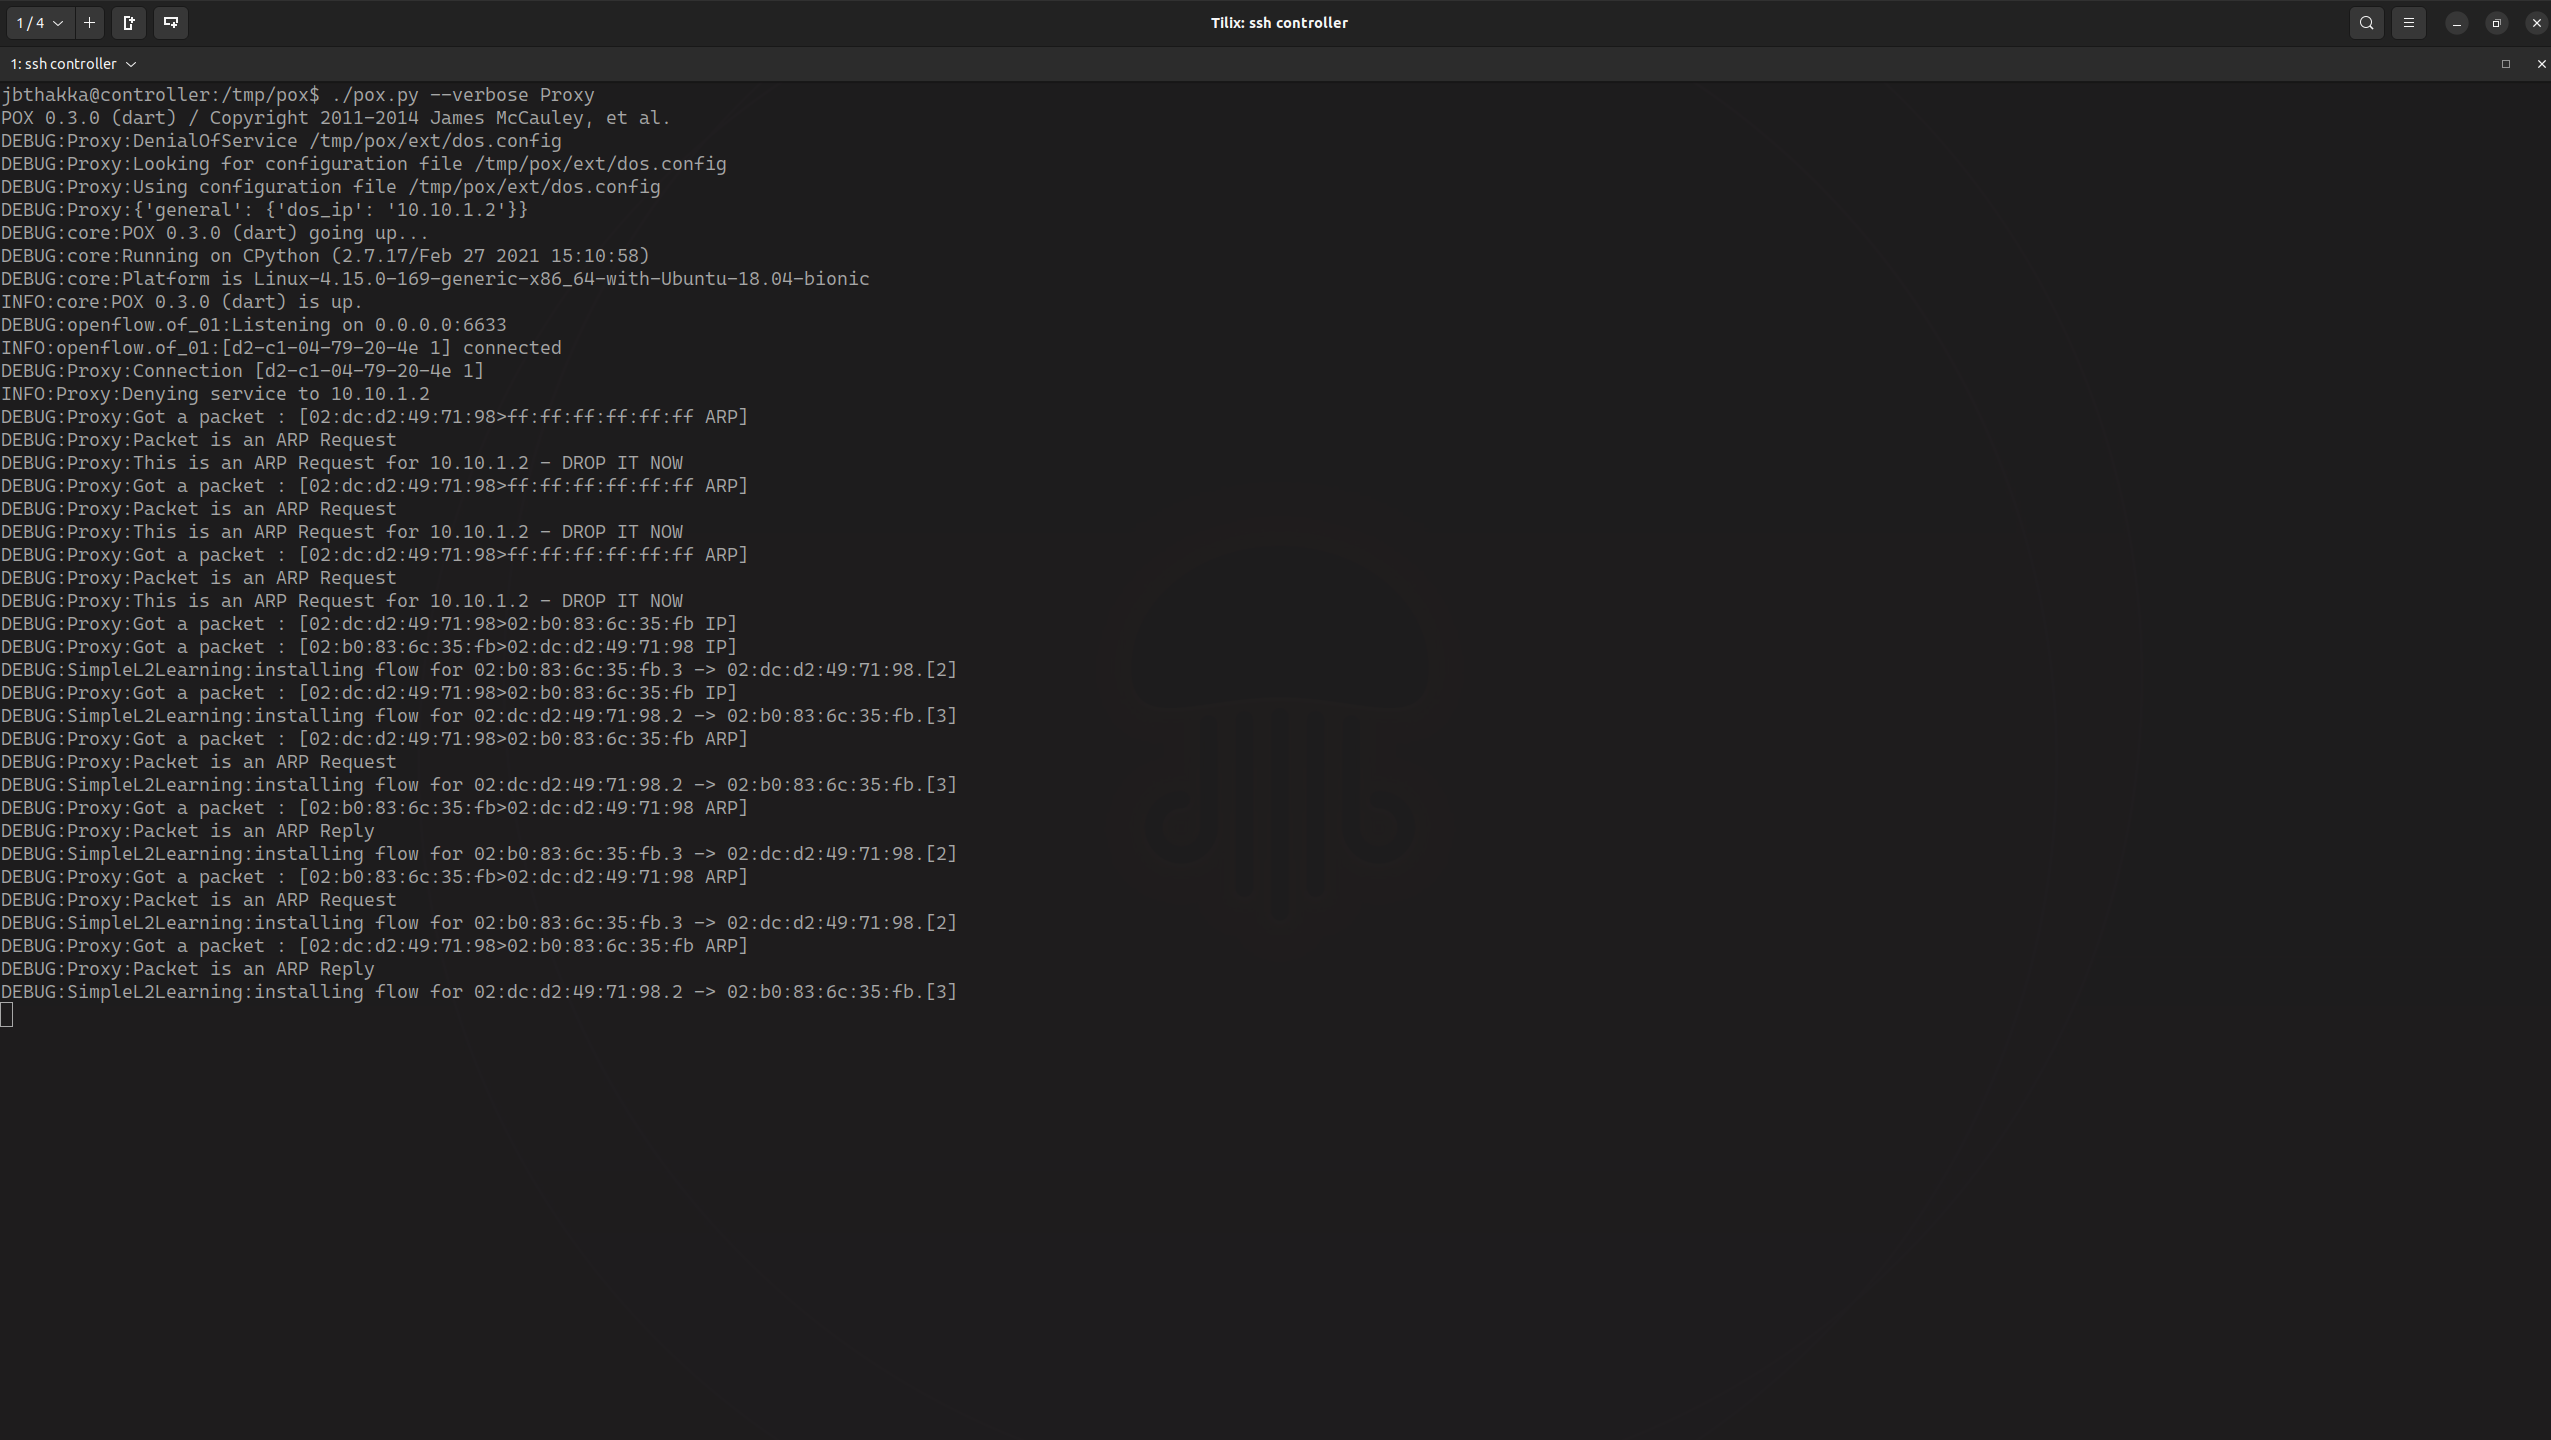 1 / 4
Tilix: ssh controller
1: ssh controller
jbthakka@controller:/tmp/pox$ ./pox.py --verbose Proxy
POX 0.3.0 (dart) / Copyright 2011-2014 James McCauley, et al.
DEBUG:Proxy:DenialOfService /tmp/pox/ext/dos.config
DEBUG:Proxy:Looking for configuration file /tmp/pox/ext/dos.config
DEBUG:Proxy:Using configuration file /tmp/pox/ext/dos.config
DEBUG:Proxy:{'general': {'dos_ip': '10.10.1.2'}}
DEBUG:core:POX 0.3.0 (dart) going up...
DEBUG:core:Running on CPython (2.7.17/Feb 27 2021 15:10:58)
DEBUG:core:Platform is Linux-4.15.0-169-generic-x86_64-with-Ubuntu-18.04-bionic
INFO:core:POX 0.3.0 (dart) is up.
DEBUG:openflow.of_01:Listening on 0.0.0.0:6633
INFO:openflow.of_01:[d2-c1-04-79-20-4e 1] connected
DEBUG:Proxy:Connection [d2-c1-04-79-20-4e 1]
INFO:Proxy:Denying service to 10.10.1.2
DEBUG:Proxy:Got a packet : [02:dc:d2:49:71:98>ff:ff:ff:ff:ff:ff ARP]
DEBUG:Proxy:Packet is an ARP Request
DEBUG:Proxy:This is an ARP Request for 10.10.1.2 - DROP IT NOW
DEBUG:Proxy:Got a packet : [02:dc:d2:49:71:98>ff:ff:ff:ff:ff:ff ARP]
DEBUG:Proxy:Packet is an ARP Request
DEBUG:Proxy:This is an ARP Request for 10.10.1.2 - DROP IT NOW
DEBUG:Proxy:Got a packet : [02:dc:d2:49:71:98>ff:ff:ff:ff:ff:ff ARP]
DEBUG:Proxy:Packet is an ARP Request
DEBUG:Proxy:This is an ARP Request for 10.10.1.2 - DROP IT NOW
DEBUG:Proxy:Got a packet : [02:dc:d2:49:71:98>02:b0:83:6c:35:fb IP]
DEBUG:Proxy:Got a packet : [02:b0:83:6c:35:fb>02:dc:d2:49:71:98 IP]
DEBUG:SimpleL2Learning:installing flow for 02:b0:83:6c:35:fb.3 -> 02:dc:d2:49:71:98.[2]
DEBUG:Proxy:Got a packet : [02:dc:d2:49:71:98>02:b0:83:6c:35:fb IP]
DEBUG:SimpleL2Learning:installing flow for 02:dc:d2:49:71:98.2 -> 02:b0:83:6c:35:fb.[3]
DEBUG:Proxy:Got a packet : [02:dc:d2:49:71:98>02:b0:83:6c:35:fb ARP]
DEBUG:Proxy:Packet is an ARP Request
DEBUG:SimpleL2Learning:installing flow for 02:dc:d2:49:71:98.2 -> 02:b0:83:6c:35:fb.[3]
DEBUG:Proxy:Got a packet : [02:b0:83:6c:35:fb>02:dc:d2:49:71:98 ARP]
DEBUG:Proxy:Packet is an ARP Reply
DEBUG:SimpleL2Learning:installing flow for 02:b0:83:6c:35:fb.3 -> 02:dc:d2:49:71:98.[2]
DEBUG:Proxy:Got a packet : [02:b0:83:6c:35:fb>02:dc:d2:49:71:98 ARP]
DEBUG:Proxy:Packet is an ARP Request
DEBUG:SimpleL2Learning:installing flow for 02:b0:83:6c:35:fb.3 -> 02:dc:d2:49:71:98.[2]
DEBUG:Proxy:Got a packet : [02:dc:d2:49:71:98>02:b0:83:6c:35:fb ARP]
DEBUG:Proxy:Packet is an ARP Reply
DEBUG:SimpleL2Learning:installing flow for 02:dc:d2:49:71:98.2 -> 02:b0:83:6c:35:fb.[3]